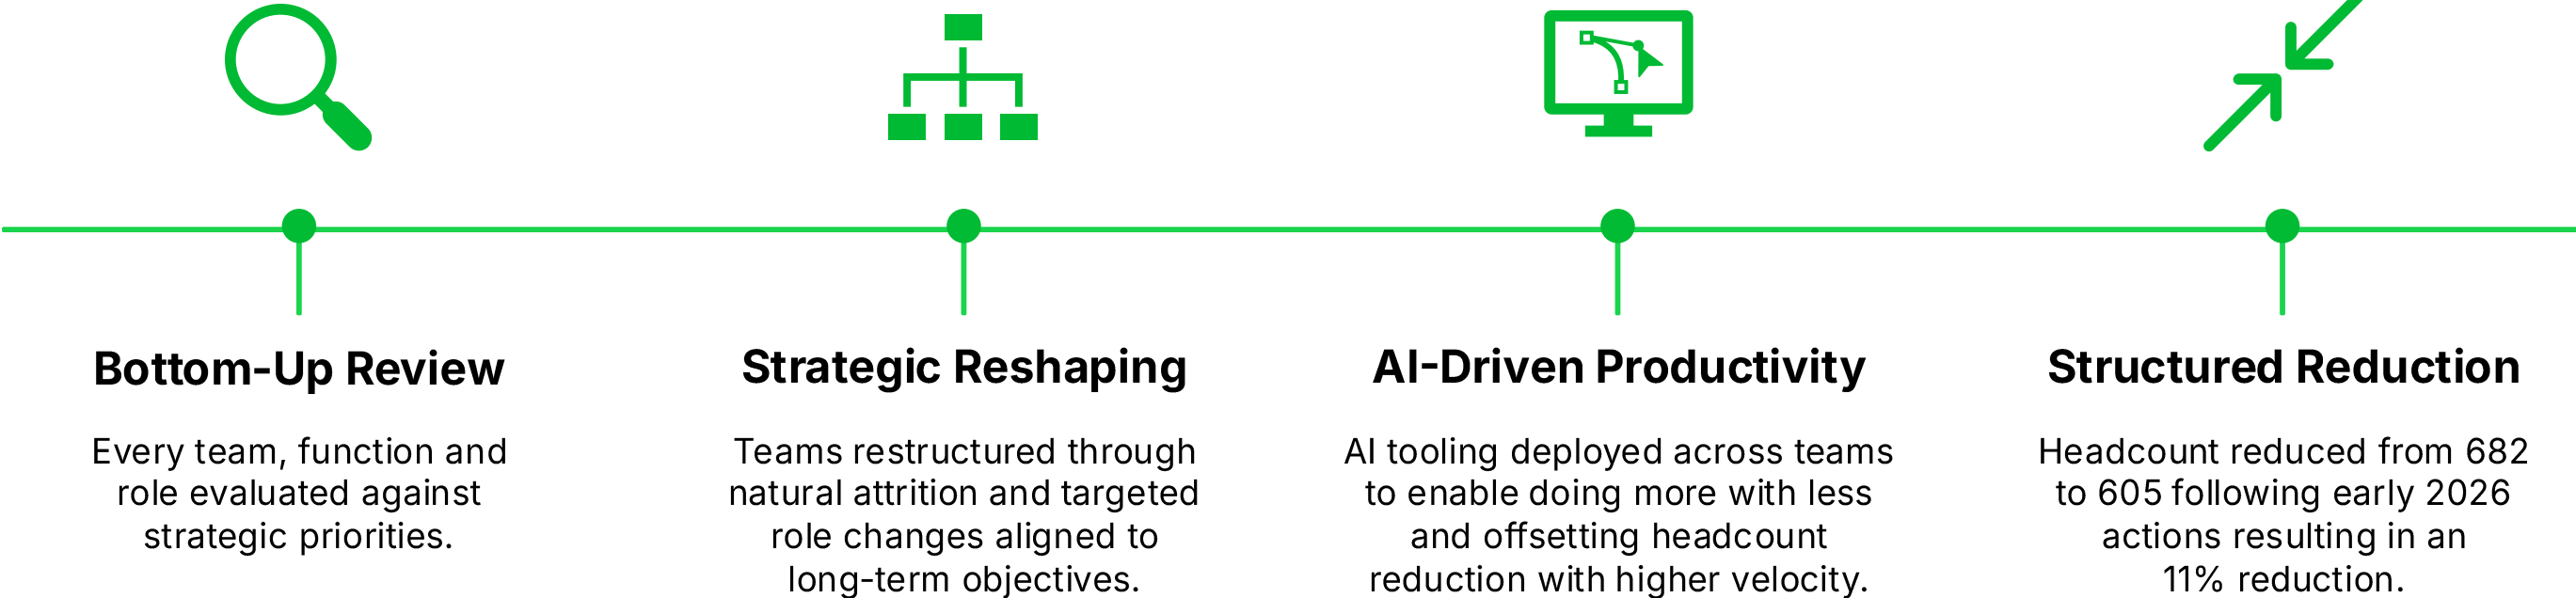 Bottom-Up Review
Every team, function and
role evaluated against
strategic priorities.
Strategic Reshaping
Teams restructured through
natural attrition and targeted
role changes aligned to
long-term objectives.
AI-Driven Productivity
AI tooling deployed across teams
to enable doing more with less
and offsetting headcount
reduction with higher velocity.
Structured Reduction
Headcount reduced from 682
to 605 following early 2026
actions resulting in an
11% reduction.